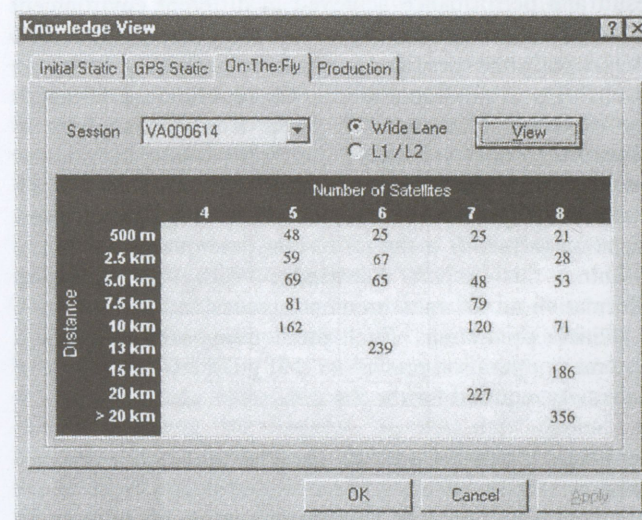 Knowledge View
Initial Static GPS Static On-The-Fly Production
Session VA000614 Wide Lane View
L1 / L2
Number of Satellites
4 5 6 7 8
Distance
500 m 48 25 25 21
2.5 km 59 67 28
5.0 km 69 65 48 53
7.5 km 81 79
10 km 162 120 71
13 km 239
15 km 186
20 km 227
> 20 km 356
OK Cancel Apply